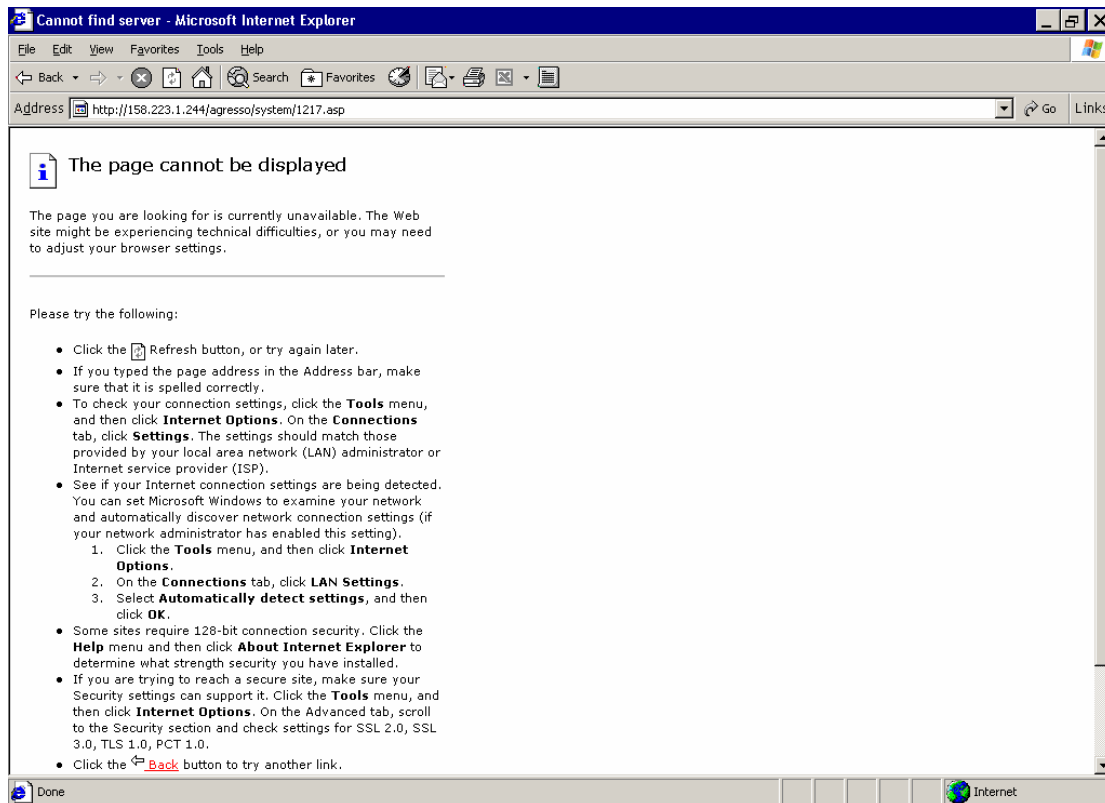 Cannot find server - Microsoft Internet Explorer
File Edit View Favorites Tools Help
Back Search Favorites
Address http://158.223.1.244/agresso/system/1217.asp Go Links
The page cannot be displayed
The page you are looking for is currently unavailable. The Web
site might be experiencing technical difficulties, or you may need
to adjust your browser settings.
Please try the following:
• Click the Refresh button, or try again later.
• If you typed the page address in the Address bar, make
sure that it is spelled correctly.
• To check your connection settings, click the Tools menu,
and then click Internet Options. On the Connections
tab, click Settings. The settings should match those
provided by your local area network (LAN) administrator or
Internet service provider (ISP).
• See if your Internet connection settings are being detected.
You can set Microsoft Windows to examine your network
and automatically discover network connection settings (if
your network administrator has enabled this setting).
1. Click the Tools menu, and then click Internet
Options.
2. On the Connections tab, click LAN Settings.
3. Select Automatically detect settings, and then
click OK.
• Some sites require 128-bit connection security. Click the
Help menu and then click About Internet Explorer to
determine what strength security you have installed.
• If you are trying to reach a secure site, make sure your
Security settings can support it. Click the Tools menu, and
then click Internet Options. On the Advanced tab, scroll
to the Security section and check settings for SSL 2.0, SSL
3.0, TLS 1.0, PCT 1.0.
• Click the Back button to try another link.
Done Internet